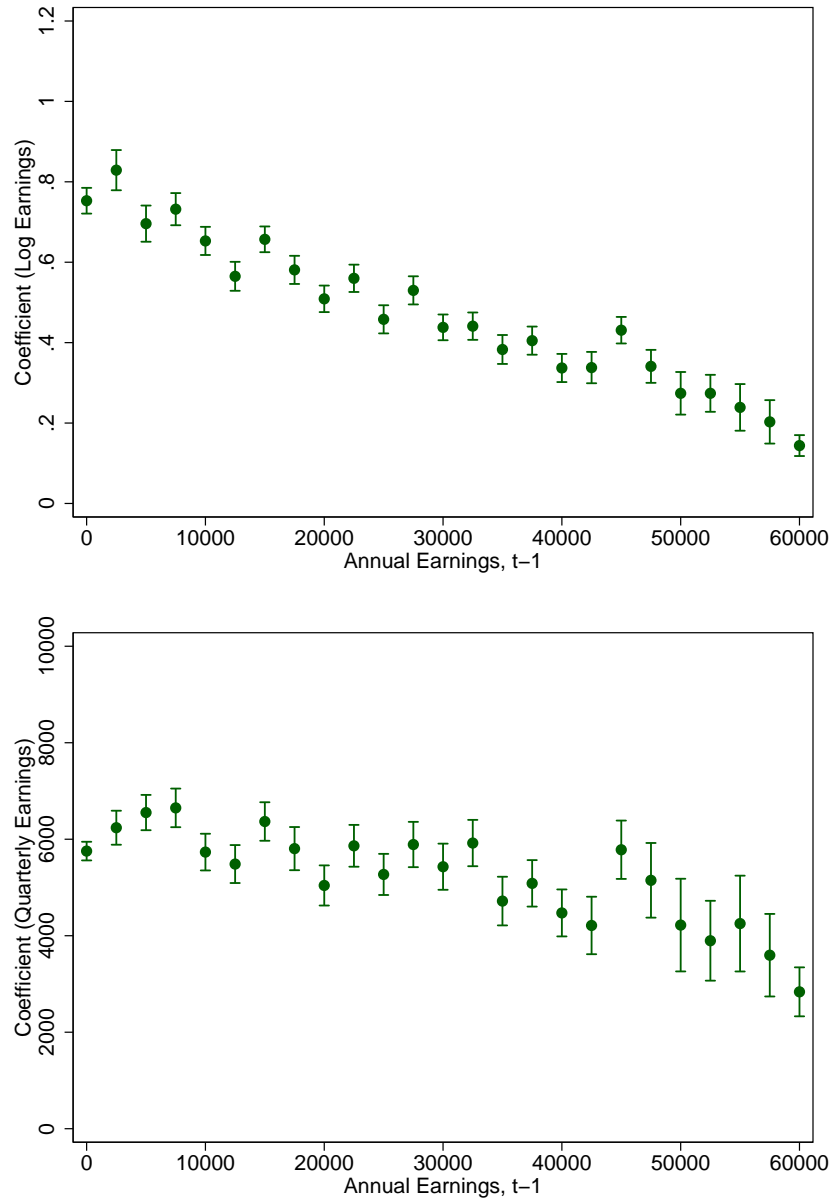 Coefficient (Log Earnings)
1.2
1
.8
.6
.4
.2
0
0 10000 20000 30000 40000 50000 60000
Annual Earnings, t−1
Coefficient (Quarterly Earnings)
10000
8000
6000
4000
2000
0
0 10000 20000 30000 40000 50000 60000
Annual Earnings, t−1